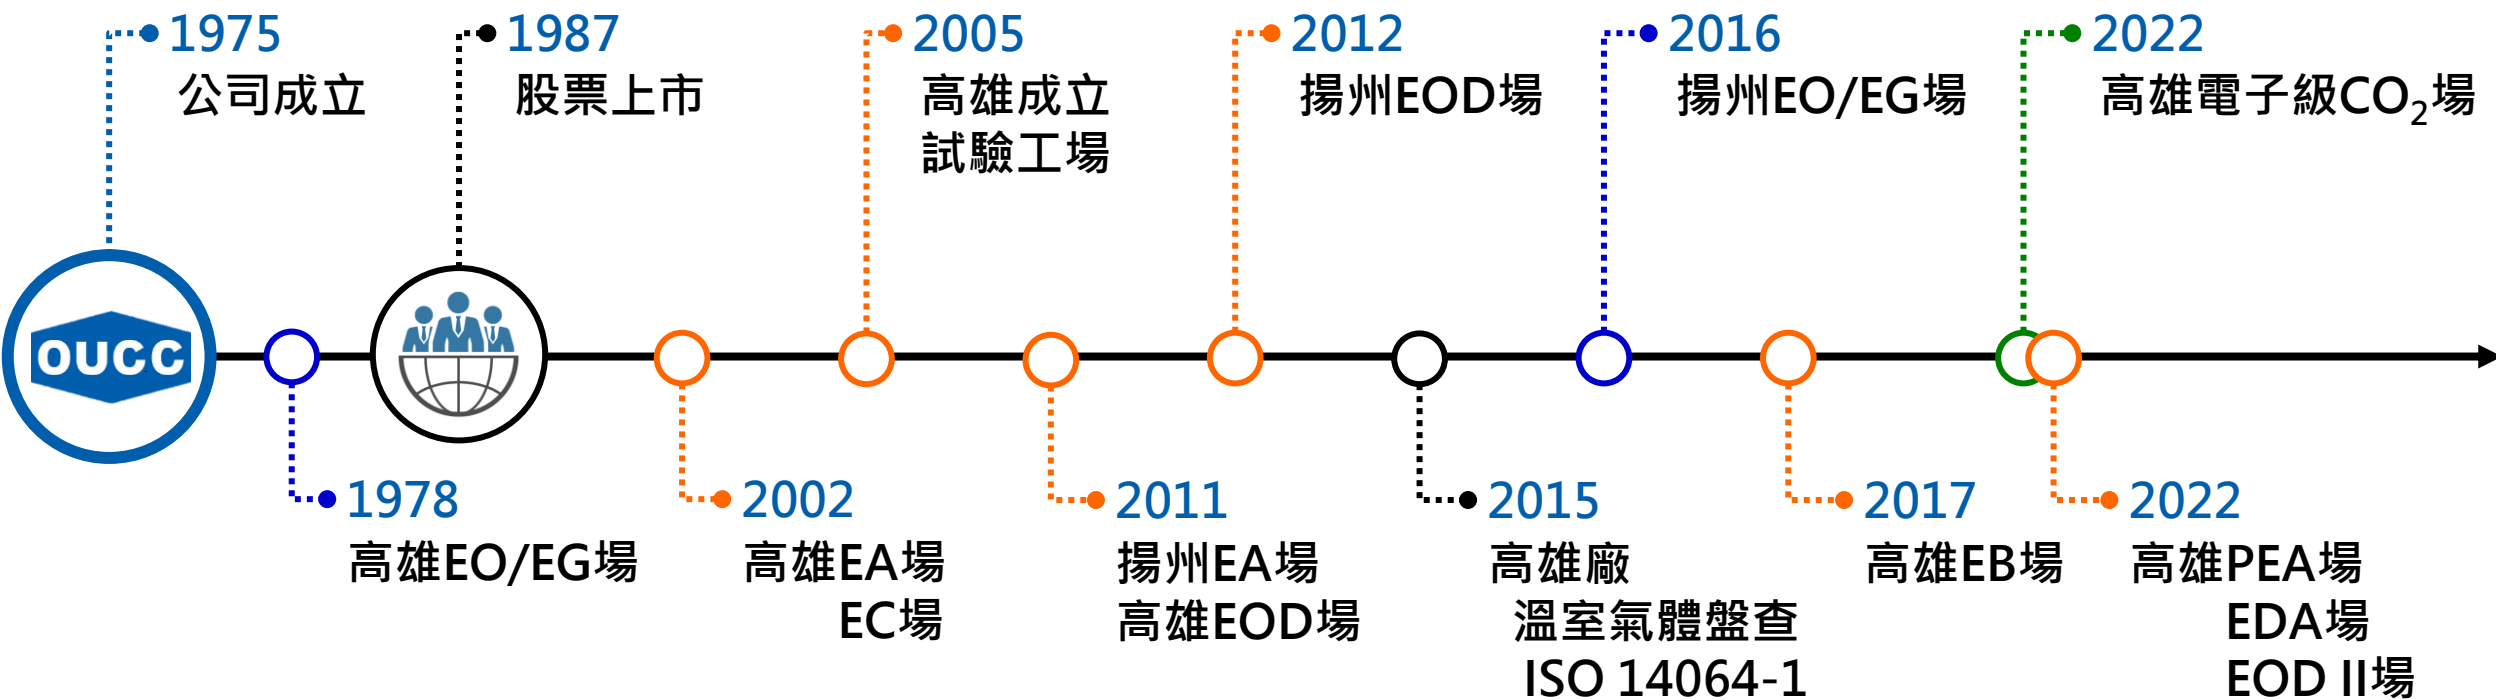 1975
公司成立
1987
股票上市
2005
高雄成立
試驗工場
2012
揚州EOD場
2016
揚州EO/EG場
2022
高雄電子級CO₂場
OUCC
1978
高雄EO/EG場
2002
高雄EA場
EC場
2011
揚州EA場
高雄EOD場
2015
高雄廠
溫室氣體盤查
ISO 14064-1
2017
高雄EB場
2022
高雄PEA場
EDA場
EOD II場